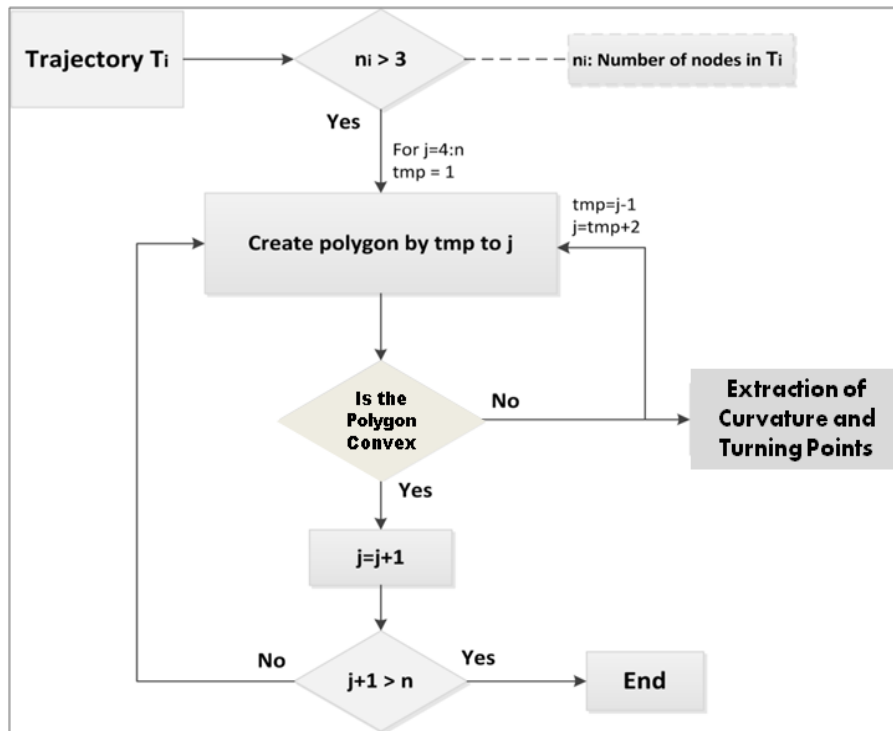 Trajectory Ti
ni > 3
ni: Number of nodes in Ti
Yes
For j=4:n
tmp = 1
tmp=j-1
j=tmp+2
Create polygon by tmp to j
Is the
Polygon
Convex
No
Extraction of
Curvature and
Turning Points
Yes
j=j+1
No
j+1 > n
Yes
End